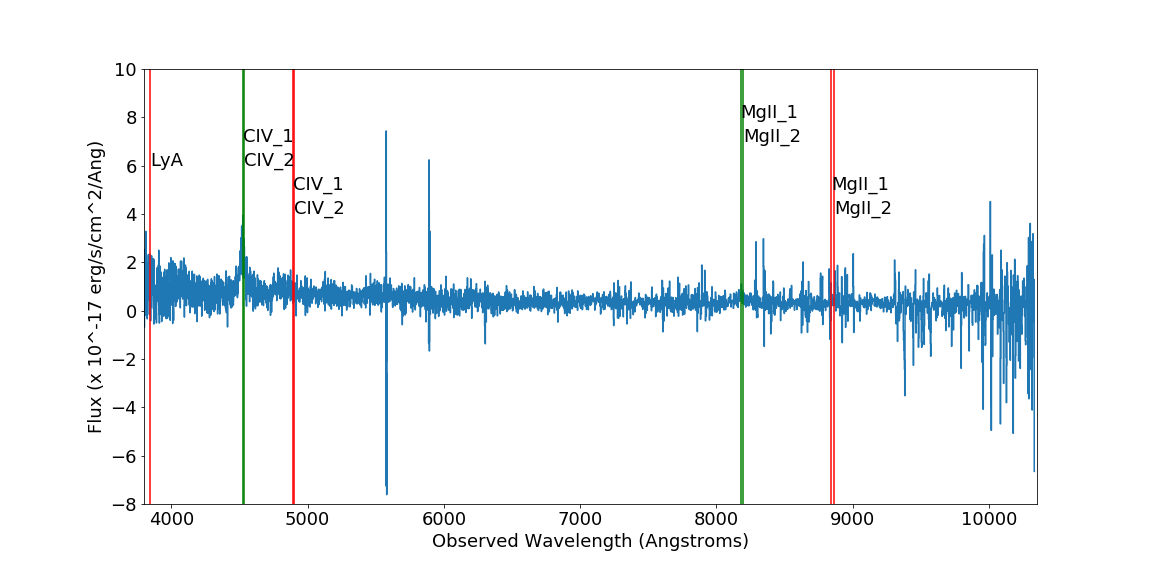 10
8
6
4
2
0
−2
−4
−6
−8
Flux (x 10^-17 erg/s/cm^2/Ang)
LyA
CIV_1
CIV_2
CIV_1
CIV_2
MgII_1
MgII_2
MgII_1
MgII_2
4000 5000 6000 7000 8000 9000 10000
Observed Wavelength (Angstroms)